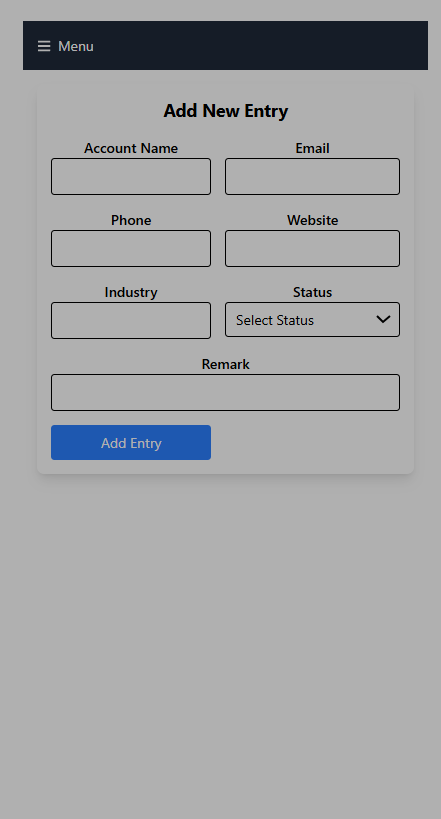 Menu
Add New Entry
Account Name Email
Phone Website
Industry Status
Select Status
Remark
Add Entry